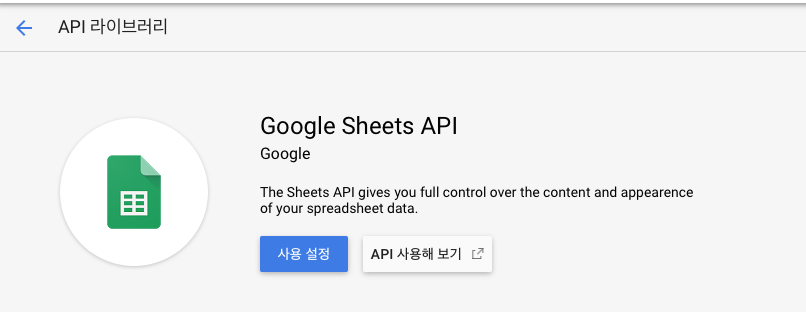 API 라이브러리
Google Sheets API
Google
The Sheets API gives you full control over the content and appearence
of your spreadsheet data.
사용 설정
API 사용해 보기